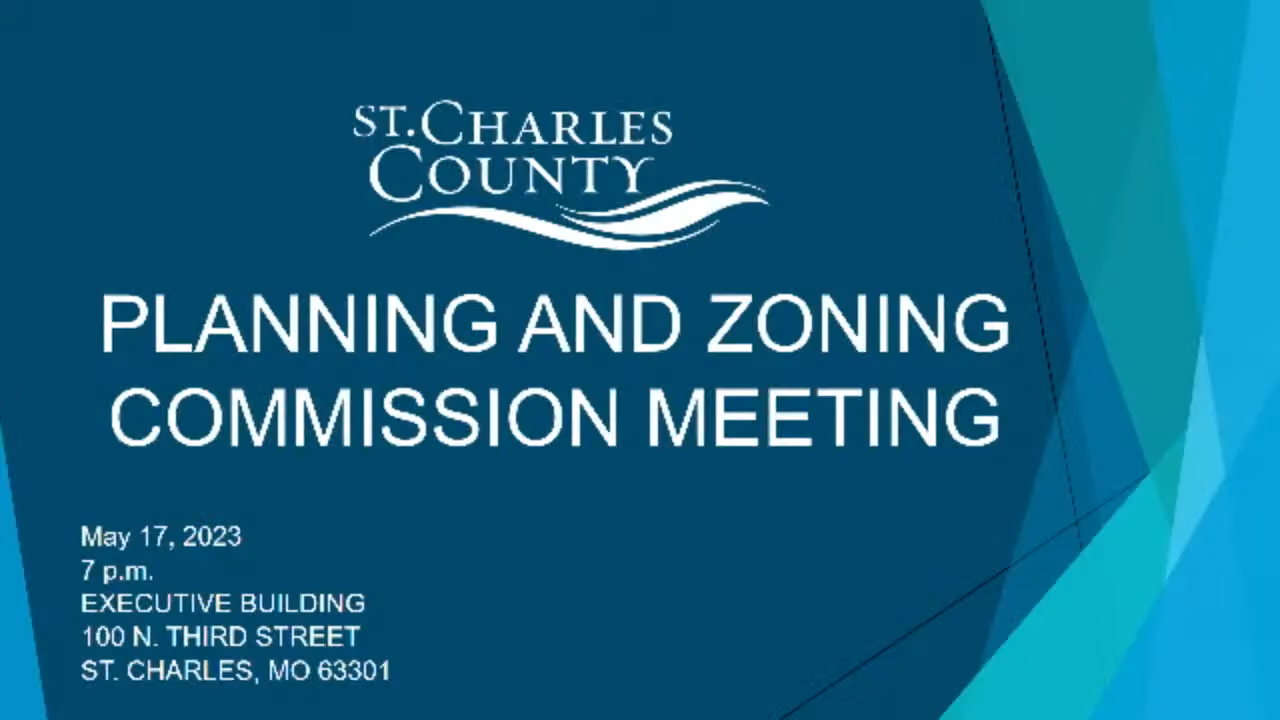 ST. CHARLES
COUNTY
PLANNING AND ZONING
COMMISSION MEETING
May 17, 2023
7 p.m.
EXECUTIVE BUILDING
100 N. THIRD STREET
ST. CHARLES, MO 63301